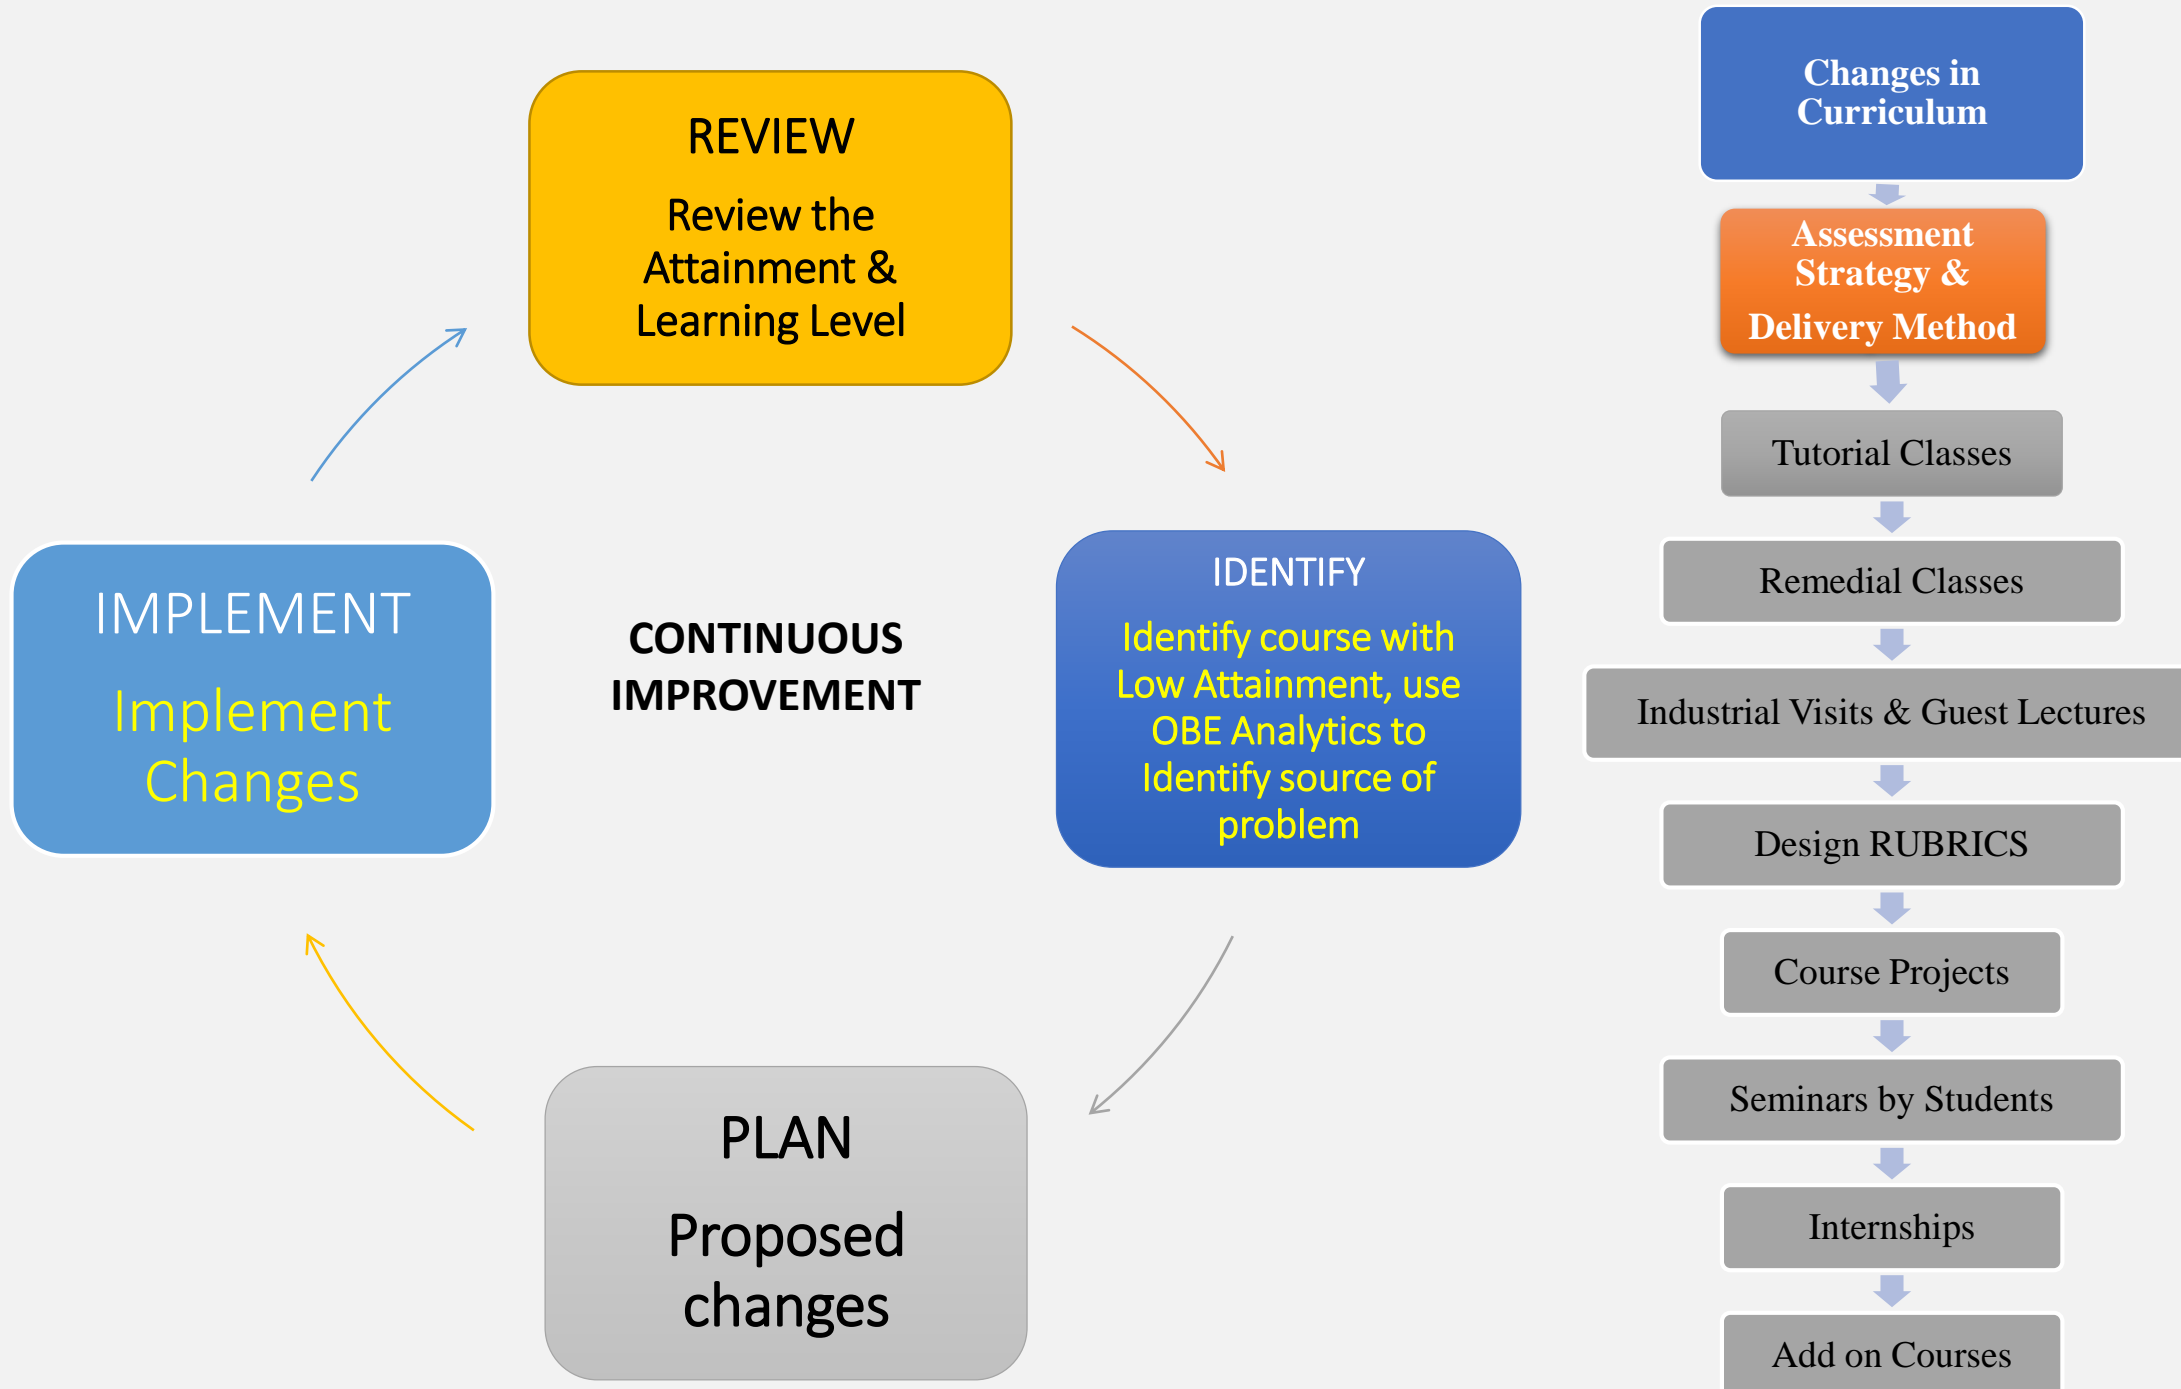 REVIEW
Review the
Attainment &
Learning Level
IDENTIFY
Identify course with
Low Attainment, use
OBE Analytics to
Identify source of
problem
PLAN
Proposed
changes
IMPLEMENT
Implement
Changes
CONTINUOUS
IMPROVEMENT
Changes in
Curriculum
Assessment
Strategy &
Delivery Method
Tutorial Classes
Remedial Classes
Industrial Visits & Guest Lectures
Design RUBRICS
Course Projects
Seminars by Students
Internships
Add on Courses